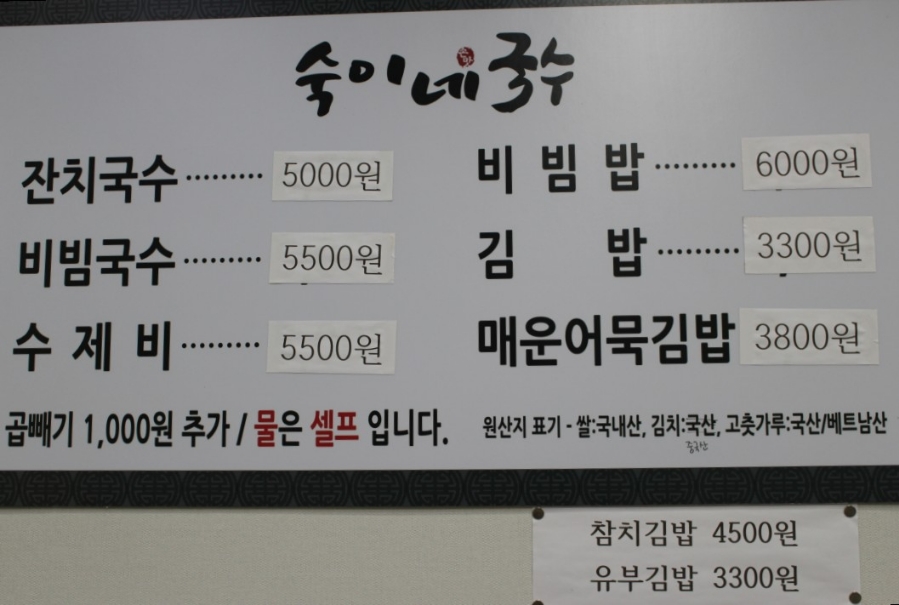 숙이네국수
손맛
잔치국수 ········· 5000원
비빔국수 ········· 5500원
수 제 비 ········· 5500원
비 빔 밥 ········· 6000원
김 밥 ········· 3300원
매운어묵김밥 3800원
곱빼기 1,000원 추가 / 물은 셀프 입니다.
원산지 표기 - 쌀:국내산, 김치:국산, 고춧가루:국산/베트남산
중국산
참치김밥 4500원
유부김밥 3300원